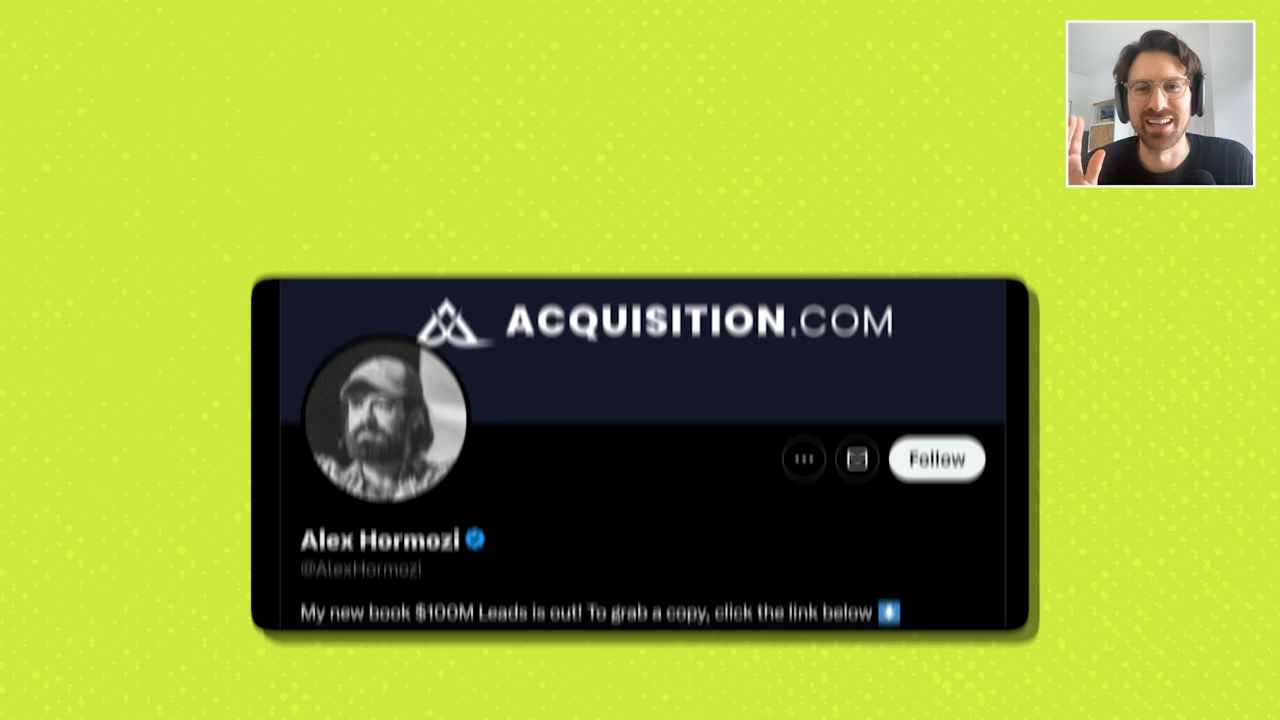 ACQUISITION.COM
Follow
Alex Hormozi
@AlexHormozi
My new book $100M Leads is out! To grab a copy, click the link below